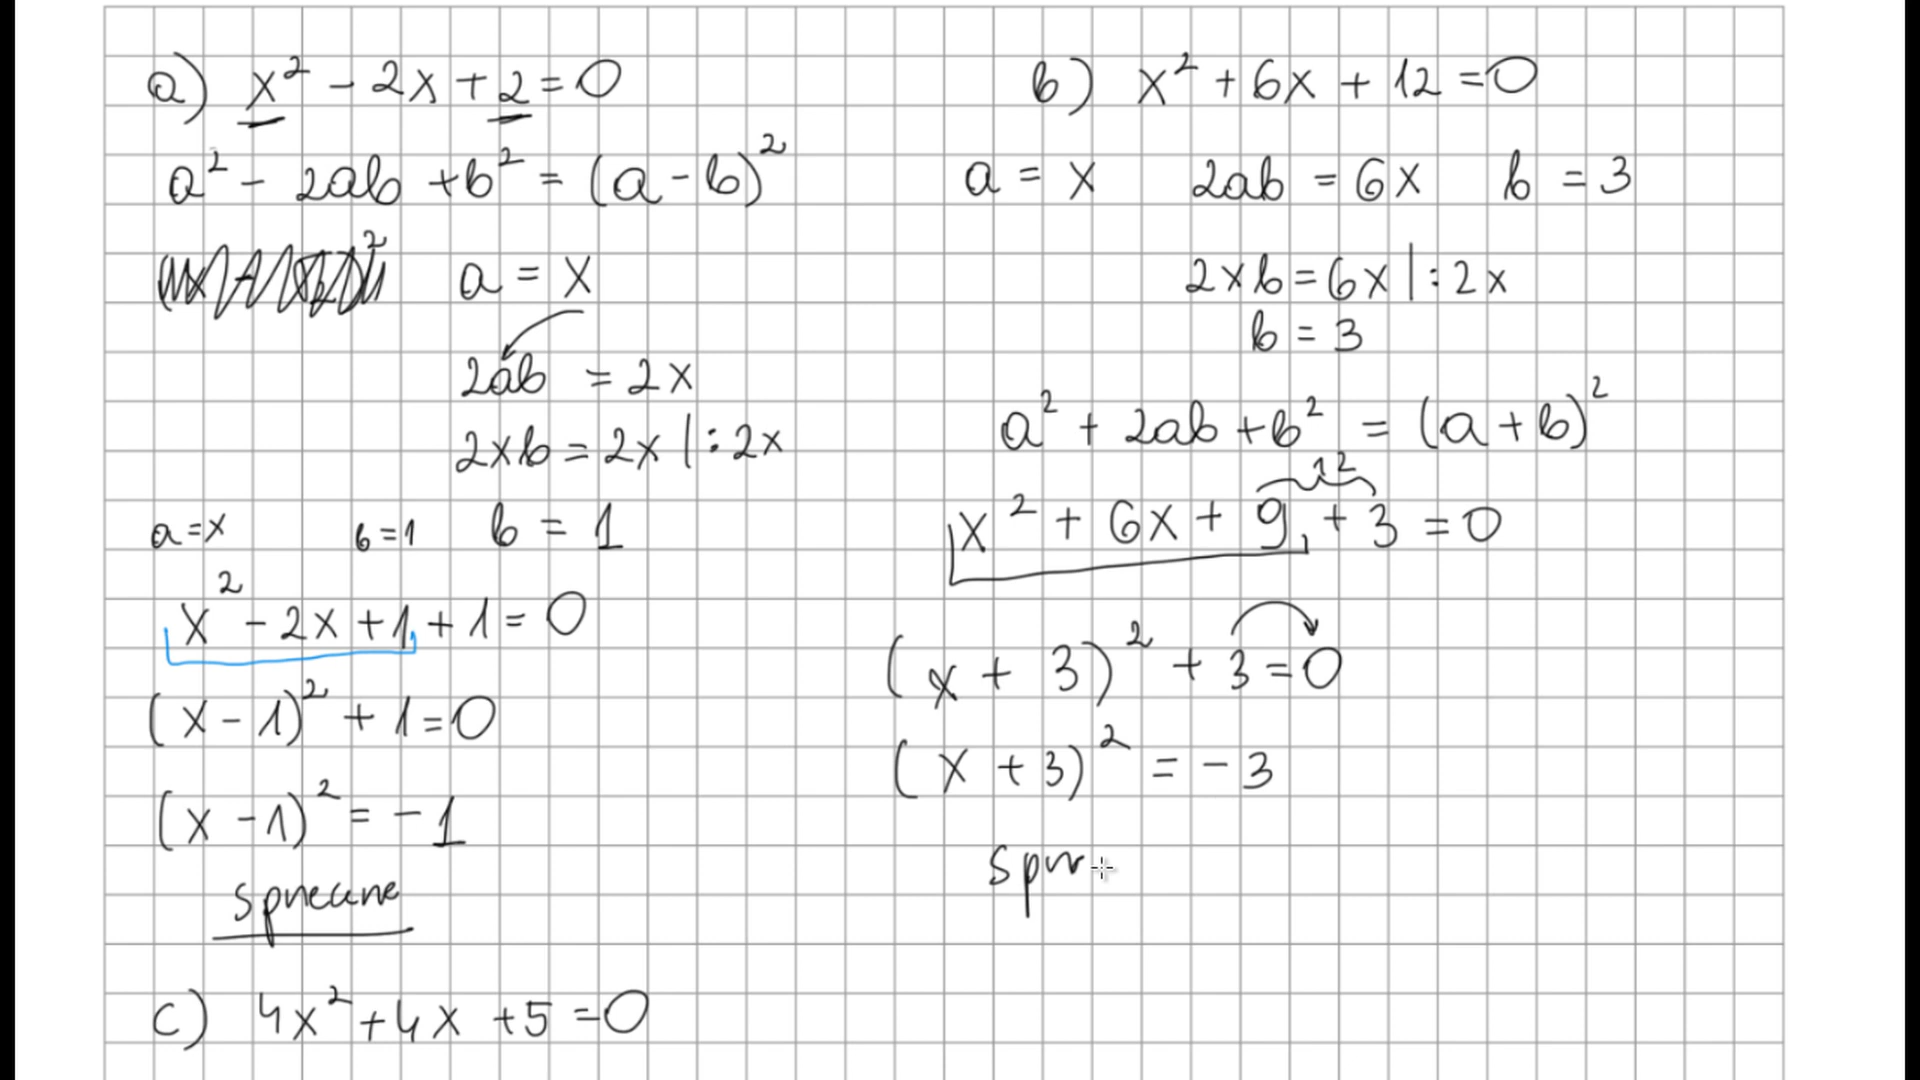 a) x² - 2x + 2 = 0
a² - 2ab + b² = (a - b)²
a = x
2ab = 2x
2xb = 2x |: 2x
a = x b = 1 b = 1
x² - 2x + 1 + 1 = 0
(x - 1)² + 1 = 0
(x - 1)² = -1
c) 4x² + 4x + 5 = 0
b) x² + 6x + 12 = 0
a = x 2ab = 6x b = 3
2xb = 6x |: 2x
b = 3
a² + 2ab + b² = (a + b)²
12
x² + 6x + 9 + 3 = 0
(x + 3)² + 3 = 0
(x + 3)² = -3